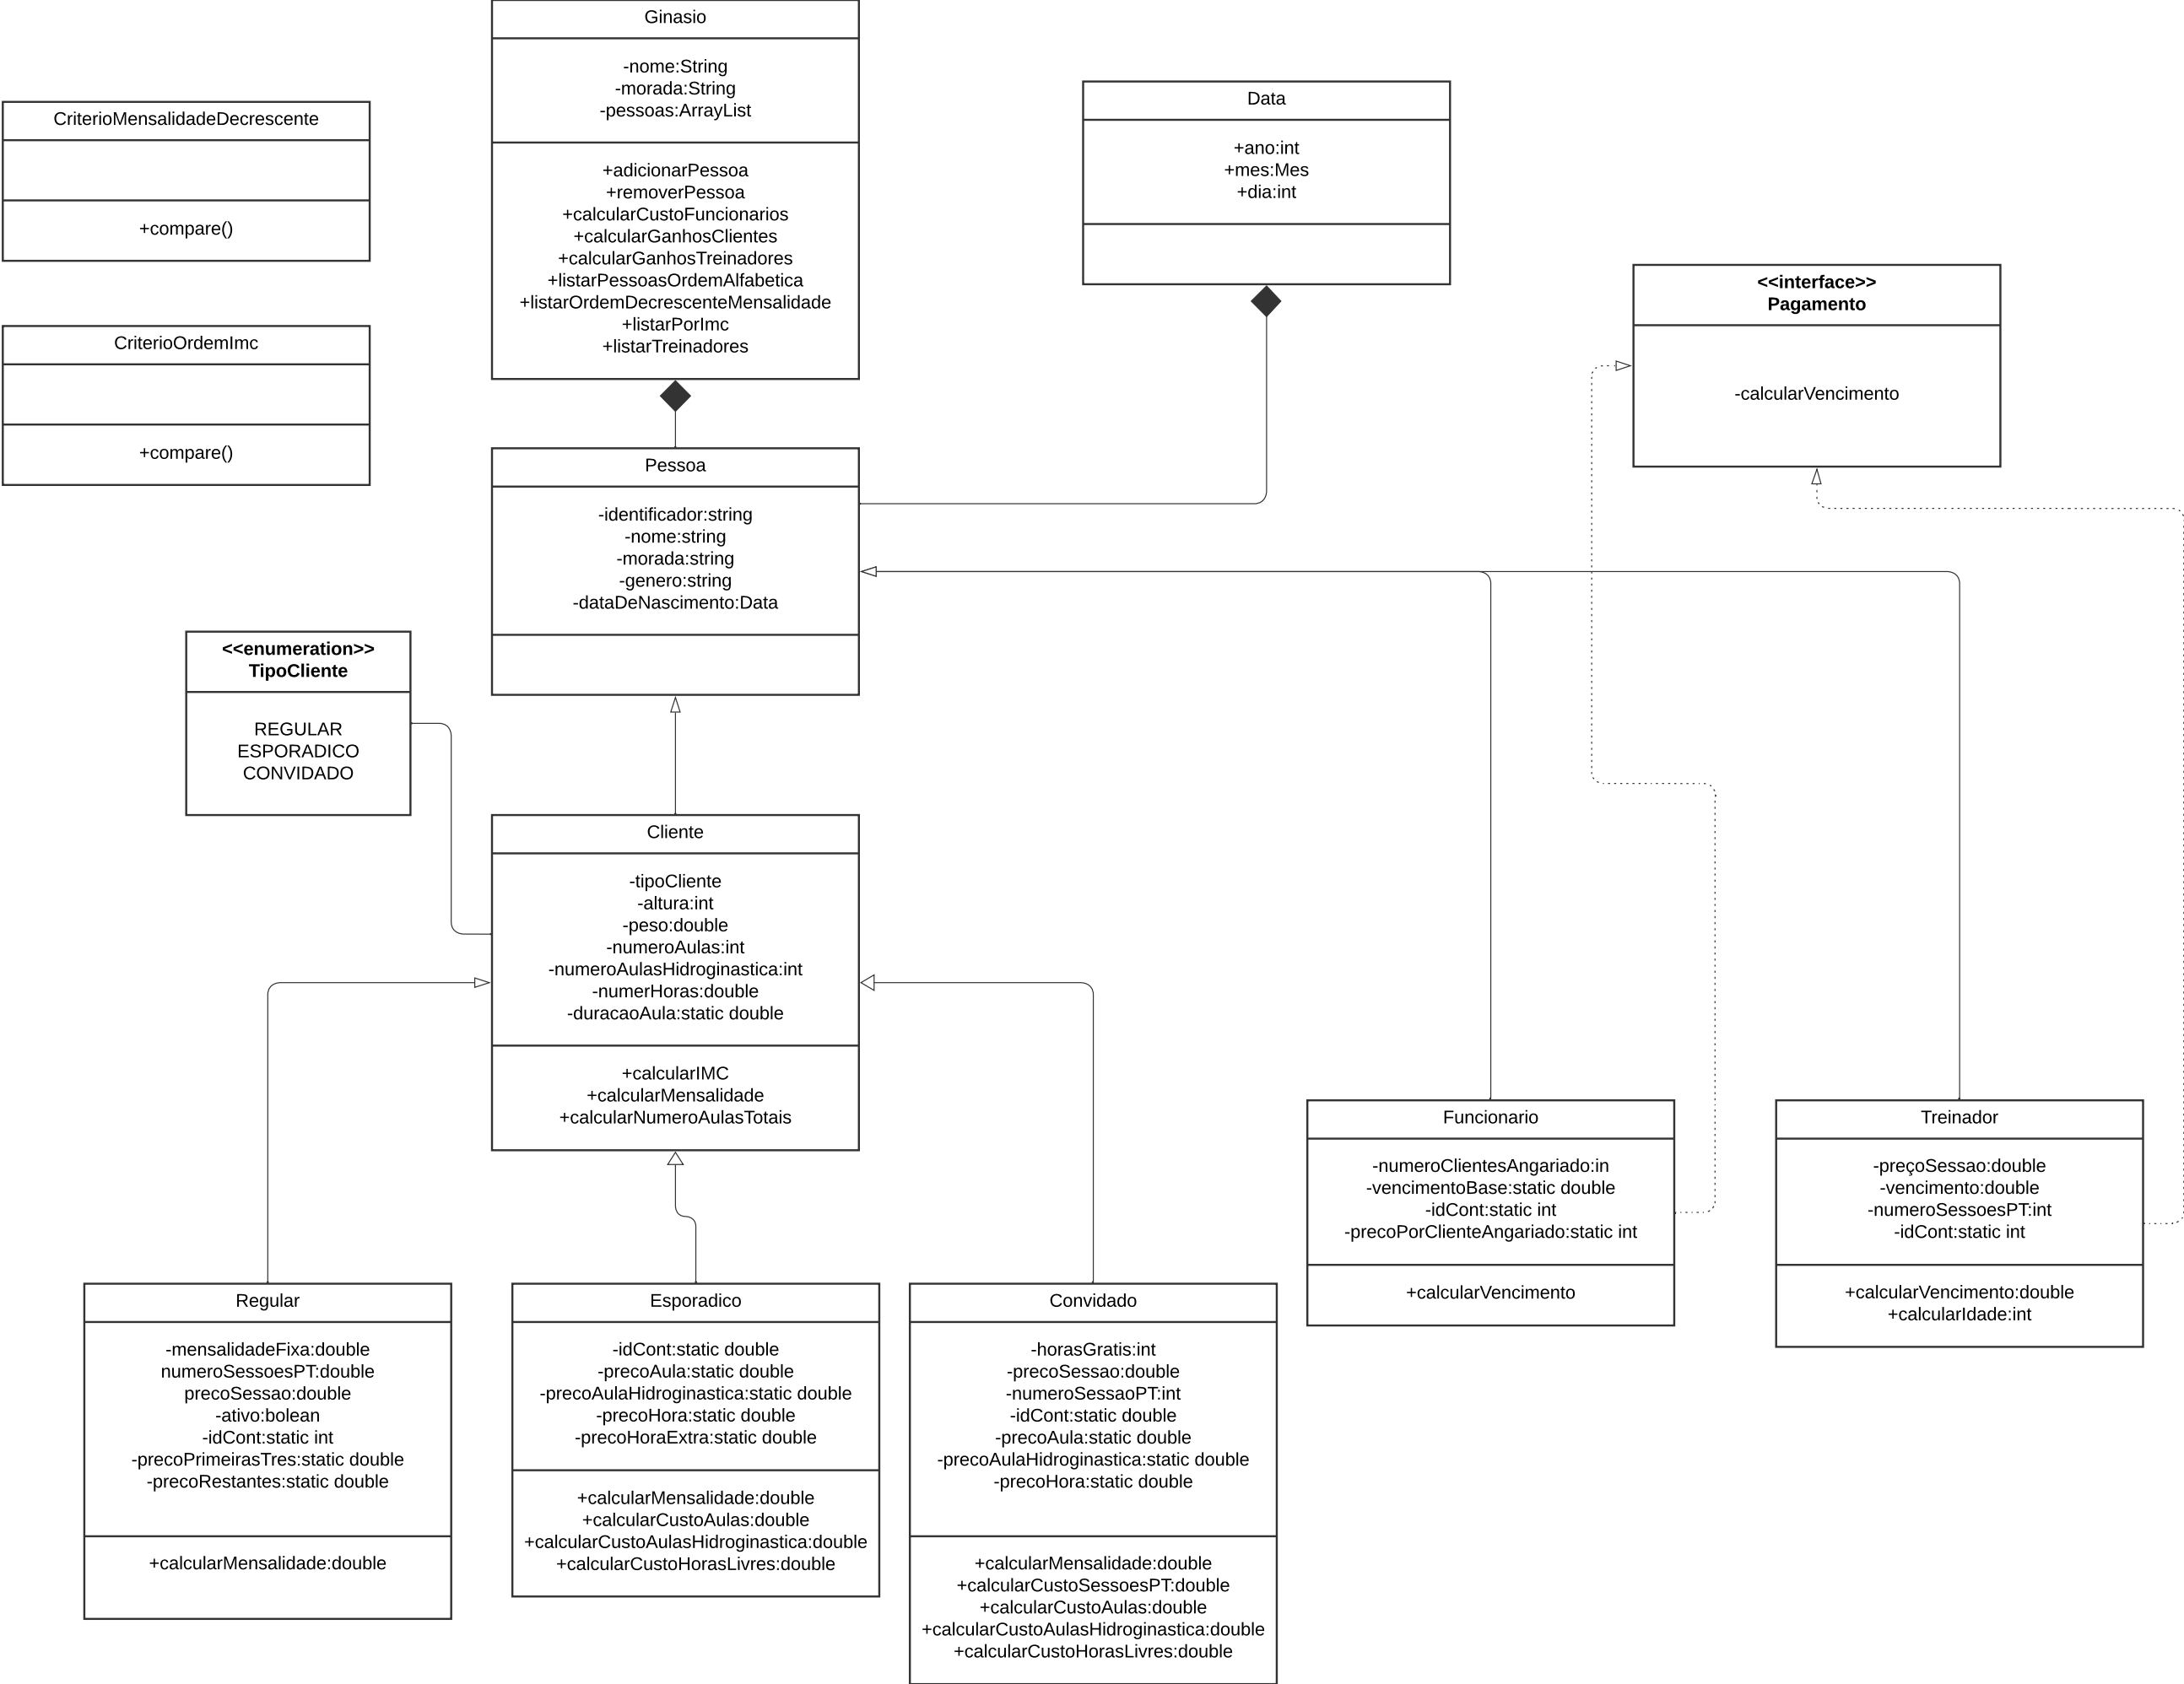 Ginasio
-nome:String
-morada:String
-pessoas:ArrayList
+adicionarPessoa
+removerPessoa
+calcularCustoFuncionarios
+calcularGanhosClientes
+calcularGanhosTreinadores
+listarPessoasOrdemAlfabetica
+listarOrdemDecrescenteMensalidade
+listarPorImc
+listarTreinadores
Data
+ano:int
+mes:Mes
+dia:int
CriterioMensalidadeDecrescente
+compare()
CriterioOrdemImc
+compare()
<<interface>>
Pagamento
-calcularVencimento
Pessoa
-identificador:string
-nome:string
-morada:string
-genero:string
-dataDeNascimento:Data
<<enumeration>>
TipoCliente
REGULAR
ESPORADICO
CONVIDADO
Cliente
-tipoCliente
-altura:int
-peso:double
-numeroAulas:int
-numeroAulasHidroginastica:int
-numerHoras:double
-duracaoAula:static double
+calcularIMC
+calcularMensalidade
+calcularNumeroAulasTotais
Funcionario
-numeroClientesAngariado:in
-vencimentoBase:static double
-idCont:static int
-precoPorClienteAngariado:static int
+calcularVencimento
Treinador
-preçoSessao:double
-vencimento:double
-numeroSessoesPT:int
-idCont:static int
+calcularVencimento:double
+calcularIdade:int
Regular
-mensalidadeFixa:double
numeroSessoesPT:double
precoSessao:double
-ativo:bolean
-idCont:static int
-precoPrimeirasTres:static double
-precoRestantes:static double
+calcularMensalidade:double
Esporadico
-idCont:static double
-precoAula:static double
-precoAulaHidroginastica:static double
-precoHora:static double
-precoHoraExtra:static double
+calcularMensalidade:double
+calcularCustoAulas:double
+calcularCustoAulasHidroginastica:double
+calcularCustoHorasLivres:double
Convidado
-horasGratis:int
-precoSessao:double
-numeroSessaoPT:int
-idCont:static double
-precoAula:static double
-precoAulaHidroginastica:static double
-precoHora:static double
+calcularMensalidade:double
+calcularCustoSessoesPT:double
+calcularCustoAulas:double
+calcularCustoAulasHidroginastica:double
+calcularCustoHorasLivres:double